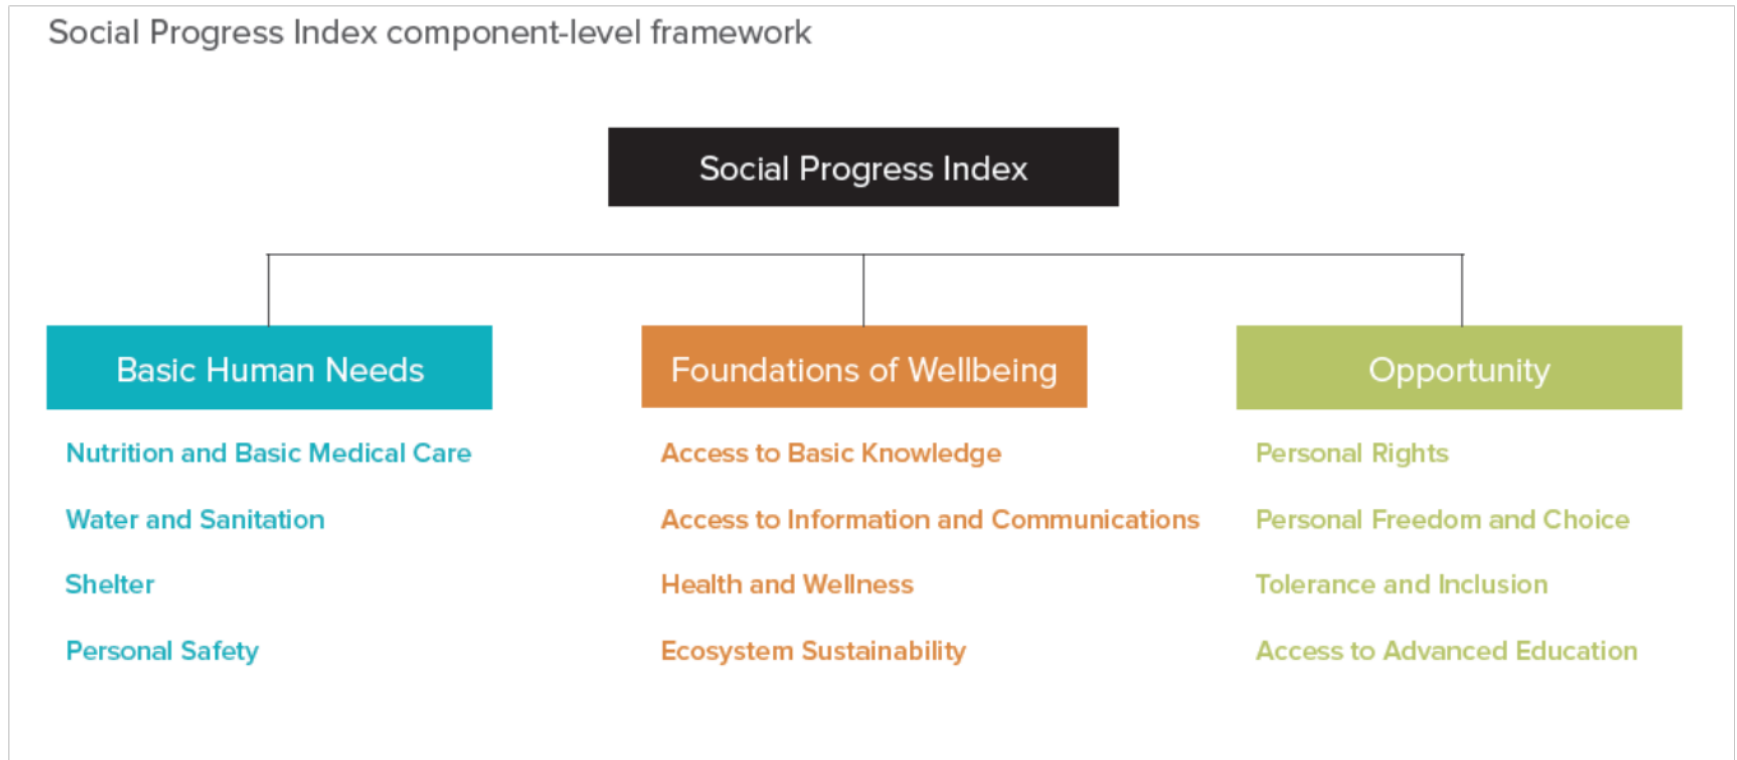 Social Progress Index component-level framework
Social Progress Index
Basic Human Needs
Nutrition and Basic Medical Care
Water and Sanitation
Shelter
Personal Safety
Foundations of Wellbeing
Access to Basic Knowledge
Access to Information and Communications
Health and Wellness
Ecosystem Sustainability
Opportunity
Personal Rights
Personal Freedom and Choice
Tolerance and Inclusion
Access to Advanced Education